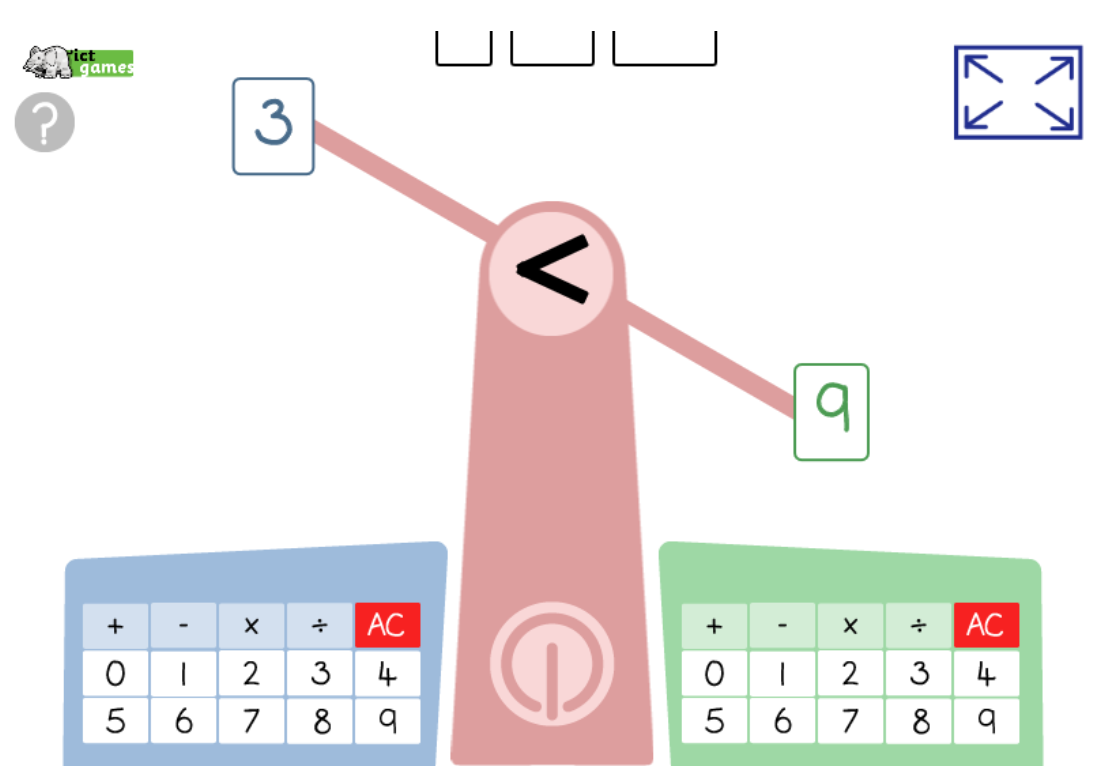 ict
games
?
3
<
9
+ - x ÷ AC
0 1 2 3 4
5 6 7 8 9
+ - x ÷ AC
0 1 2 3 4
5 6 7 8 9